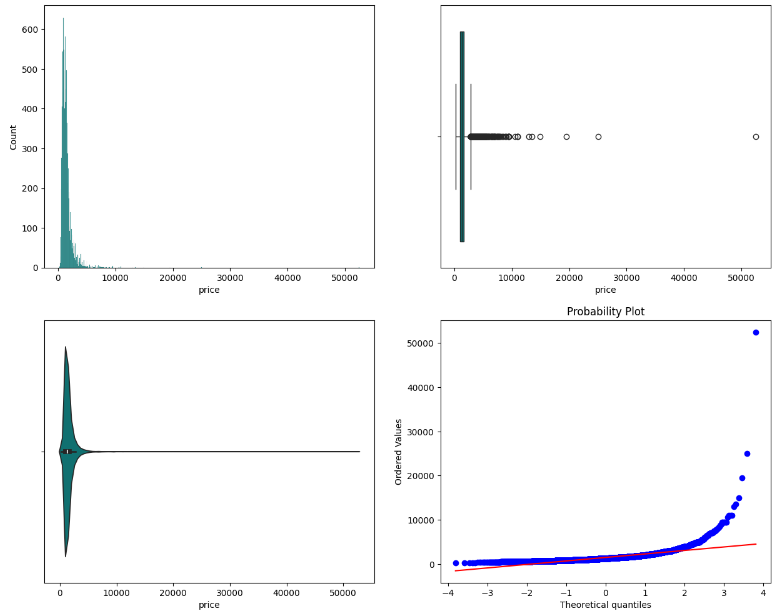 600
500
400
300
200
100
0
Count
0 10000 20000 30000 40000 50000
price
0 10000 20000 30000 40000 50000
price
0 10000 20000 30000 40000 50000
price
Probability Plot
50000
40000
30000
20000
10000
0
Ordered Values
−4 −3 −2 −1 0 1 2 3 4
Theoretical quantiles